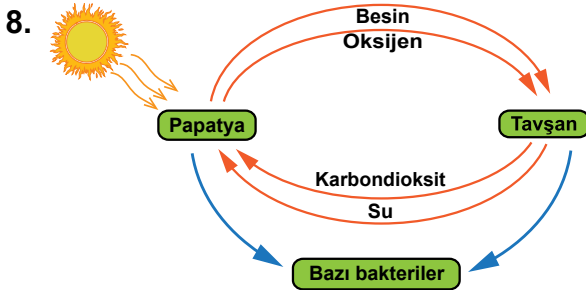 8.
Besin
Oksijen
Papatya
Tavşan
Karbondioksit
Su
Bazı bakteriler